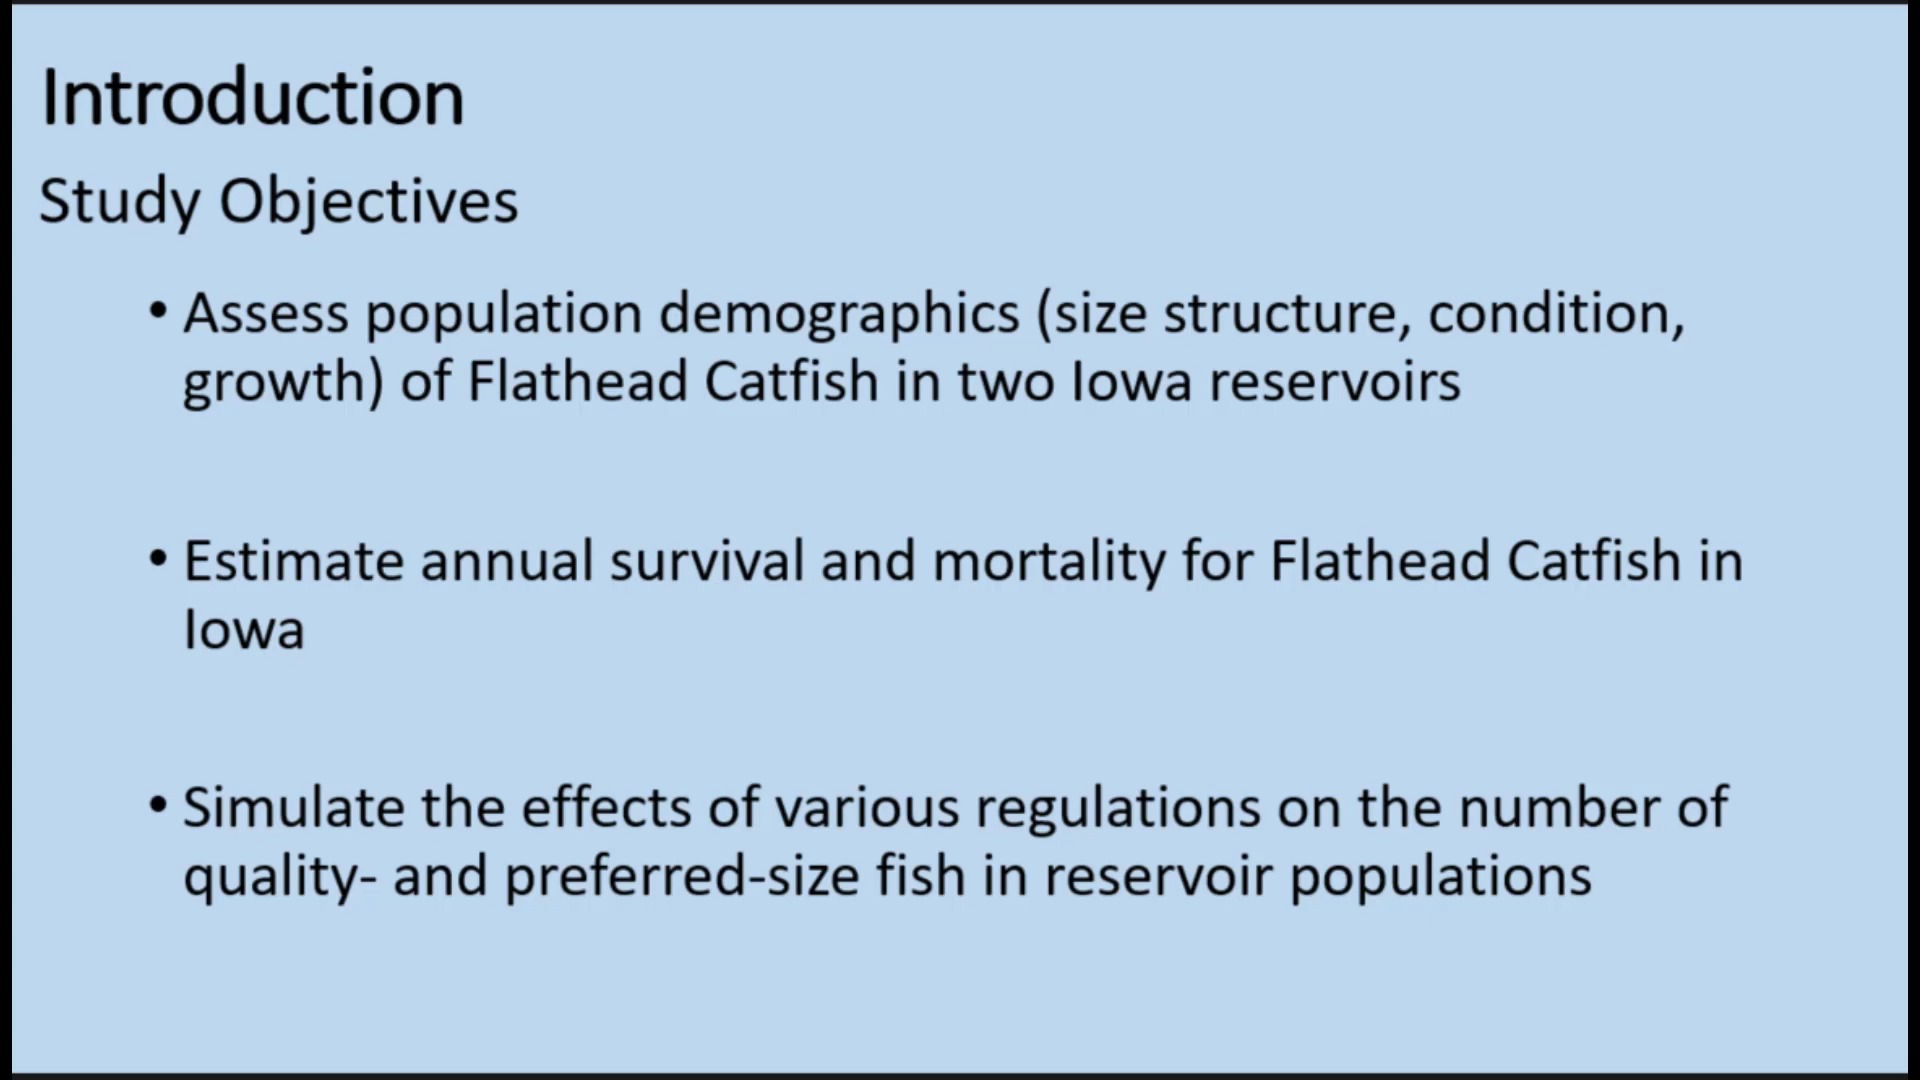 Introduction
Study Objectives
• Assess population demographics (size structure, condition,
growth) of Flathead Catfish in two Iowa reservoirs
• Estimate annual survival and mortality for Flathead Catfish in
Iowa
• Simulate the effects of various regulations on the number of
quality- and preferred-size fish in reservoir populations